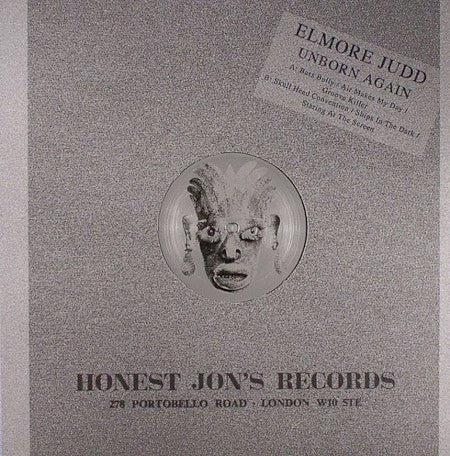 ELMORE JUDD
UNBORN AGAIN
A: Bass Bully / Air Makes My Day /
Groove Killer
B: Skull Head Convention / Ships In The Dark /
Staring At The Screen
HONEST JON'S RECORDS
278 PORTOBELLO ROAD · LONDON W10 5TE